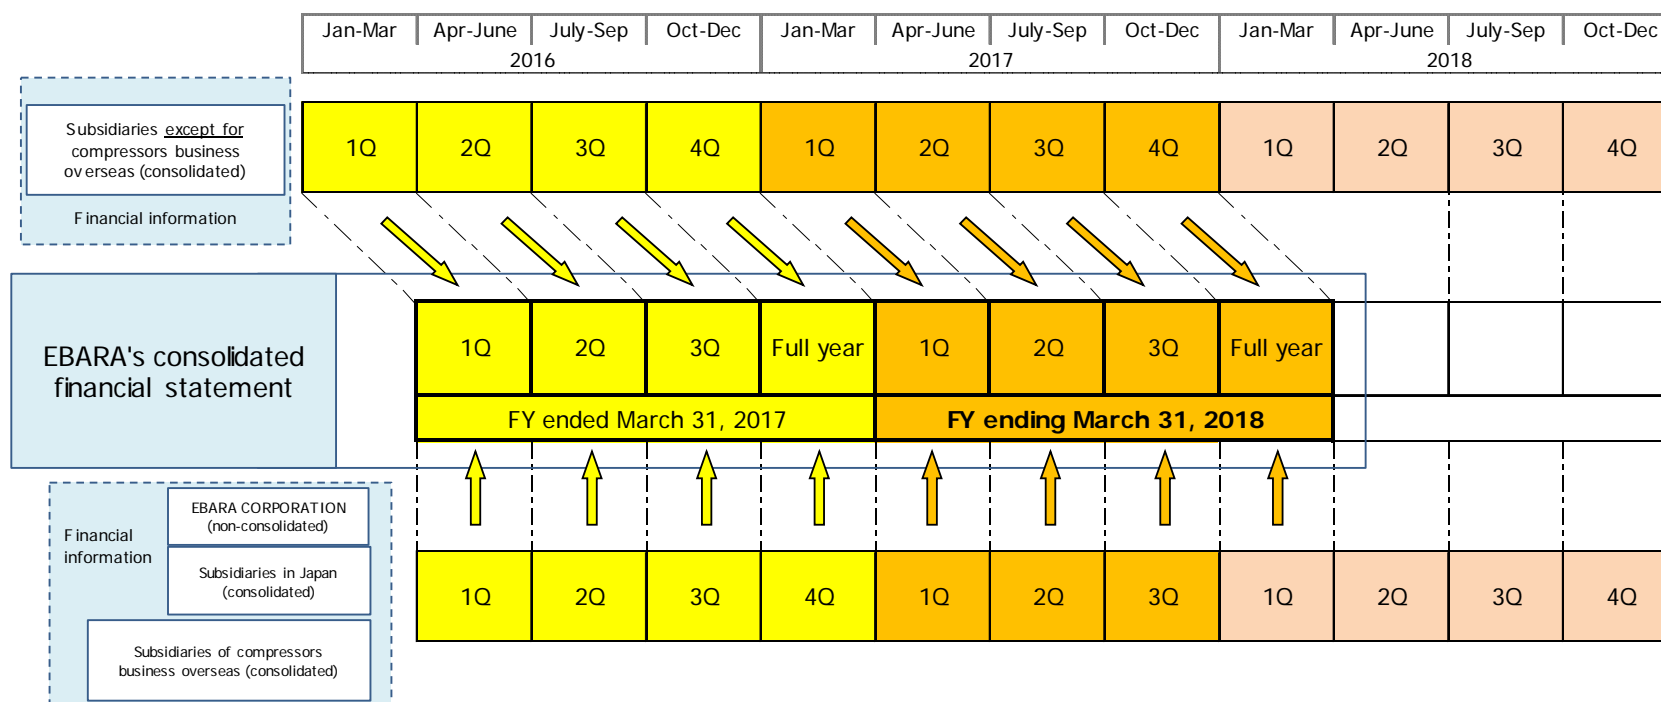 Jan-Mar Apr-June July-Sep Oct-Dec Jan-Mar Apr-June July-Sep Oct-Dec Jan-Mar Apr-June July-Sep Oct-Dec
2016 2017 2018
Subsidiaries except for
compressors business
overseas (consolidated)
Financial information
1Q 2Q 3Q 4Q 1Q 2Q 3Q 4Q 1Q 2Q 3Q 4Q
EBARA's consolidated
financial statement
1Q 2Q 3Q Full year 1Q 2Q 3Q Full year
FY ended March 31, 2017 FY ending March 31, 2018
Financial
information
EBARA CORPORATION
(non-consolidated)
Subsidiaries in Japan
(consolidated)
Subsidiaries of compressors
business overseas (consolidated)
1Q 2Q 3Q 4Q 1Q 2Q 3Q 1Q 2Q 3Q 4Q